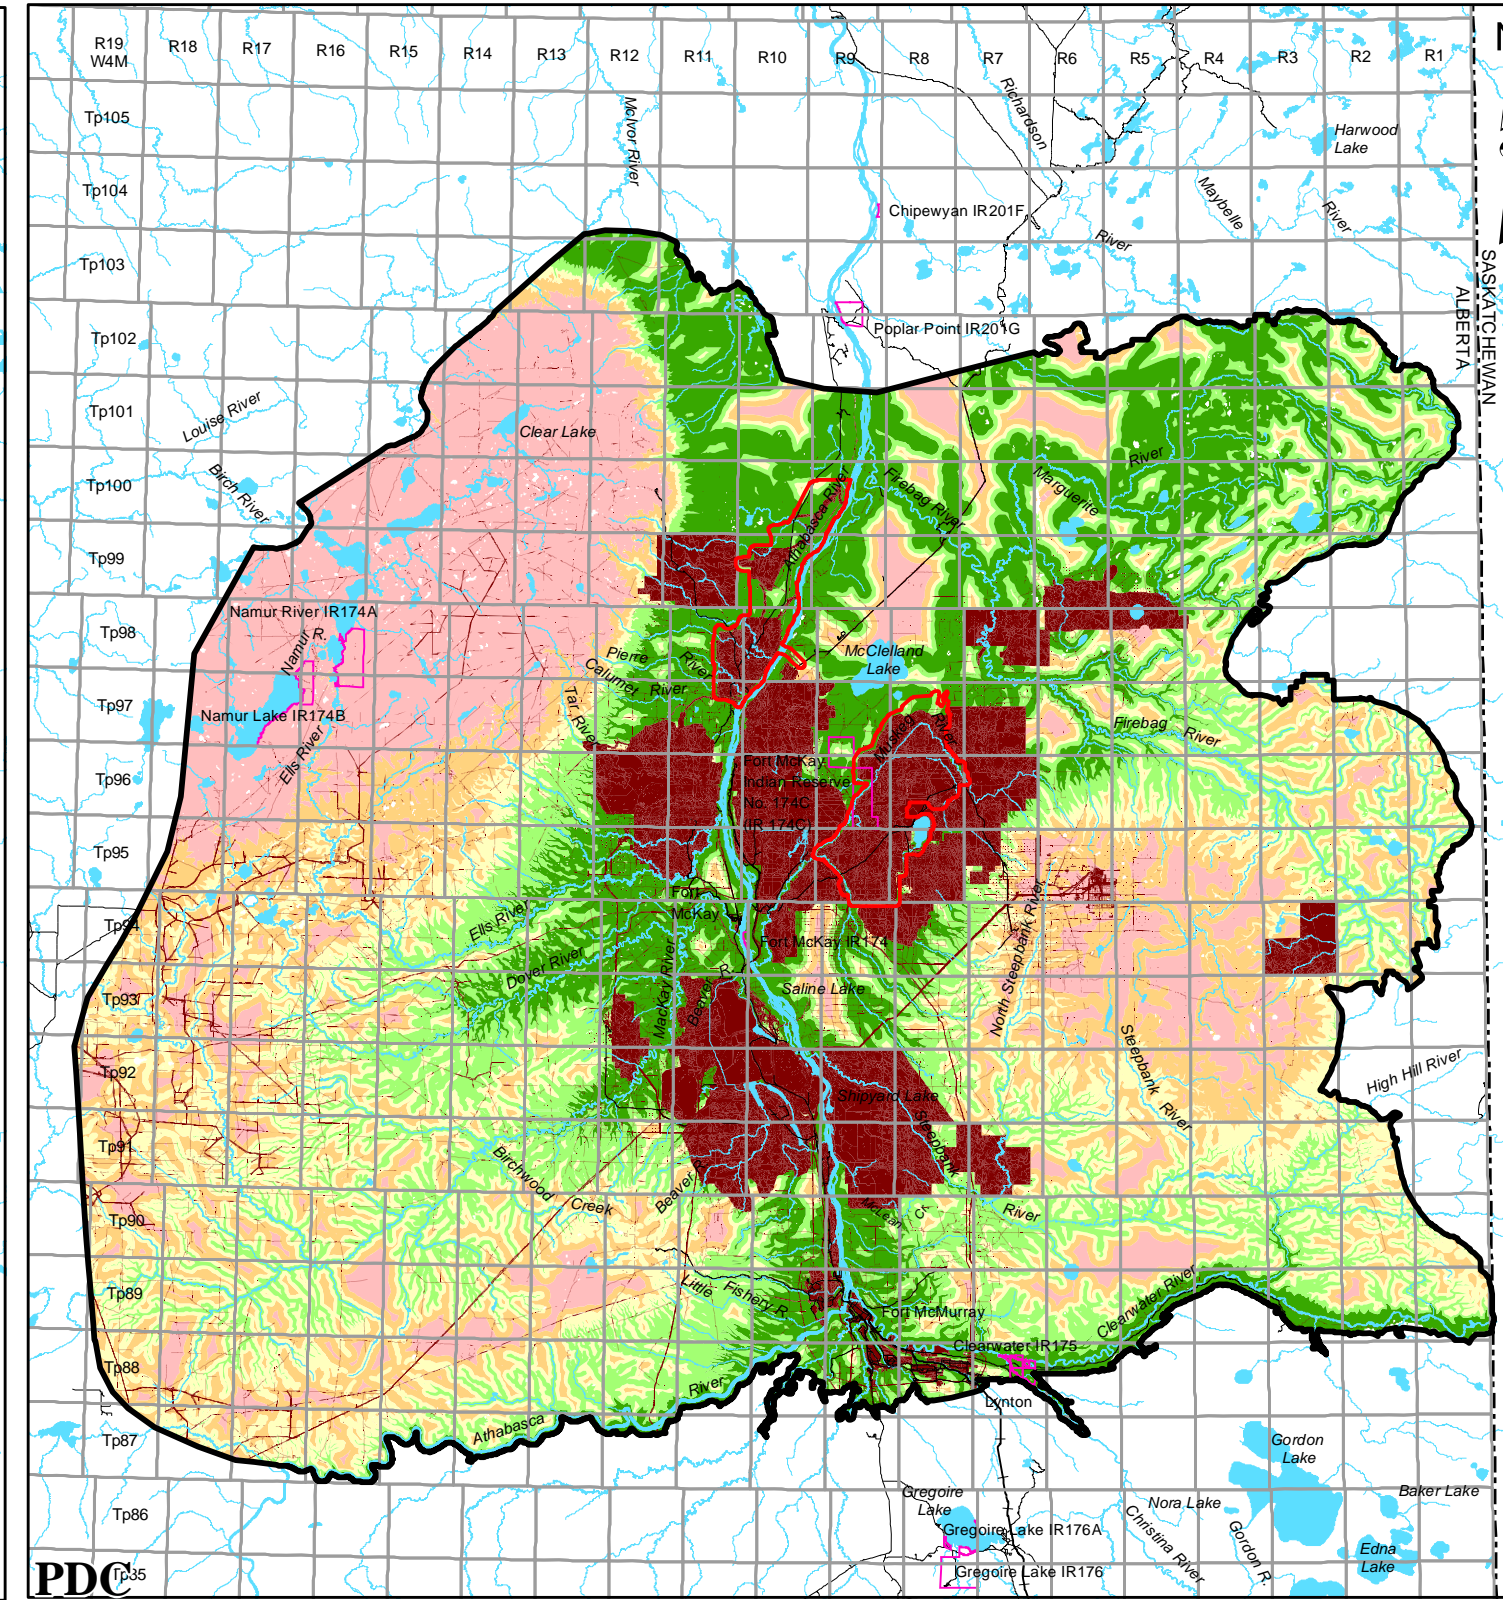 R19
W4M
R18
R17
R16
R15
R14
R13
R12
R11
R10
R9
R8
R7
R6
R5
R4
R3
R2
R1
N
Tp105
McIvor River
Richardson
Harwood
Lake
Tp104
Chipewyan IR201F
Maybelle
River
River
Tp103
SASKATCHEWAN
ALBERTA
Tp102
Poplar Point IR201G
Tp101
Louise River
Clear Lake
Tp100
Birch River
Athabasca River
Firebag River
Marguerite
River
Tp99
Namur River IR174A
Tp98
Namur R.
Pierre
River
Calumet River
McClelland
Lake
Tp97
Namur Lake IR174B
Tar River
Muskeg
River
Firebag
River
Ells River
Tp96
Fort McKay
Indian Reserve
No. 174C
(IR 174C)
Tp95
Fort
McKay
Tp94
Ells River
Fort McKay IR174
Dover River
MacKay River
Beaver R.
Saline Lake
North Steepbank River
Tp93
Tp92
Shipyard Lake
Steepbank
River
High Hill River
Tp91
Birchwood
Creek
Beaver
Steepbank
River
Tp90
McLean Ck.
Tp89
Little Fishery R.
Fort McMurray
Clearwater River
Clearwater IR175
Tp88
River
Lynton
Tp87
Athabasca
Gordon
Lake
Tp86
Gregoire
Lake
Nora Lake
Baker Lake
Gregoire Lake IR176A
Christina River
Gordon R.
Edna
Lake
Gregoire Lake IR176
PDC
Tp85